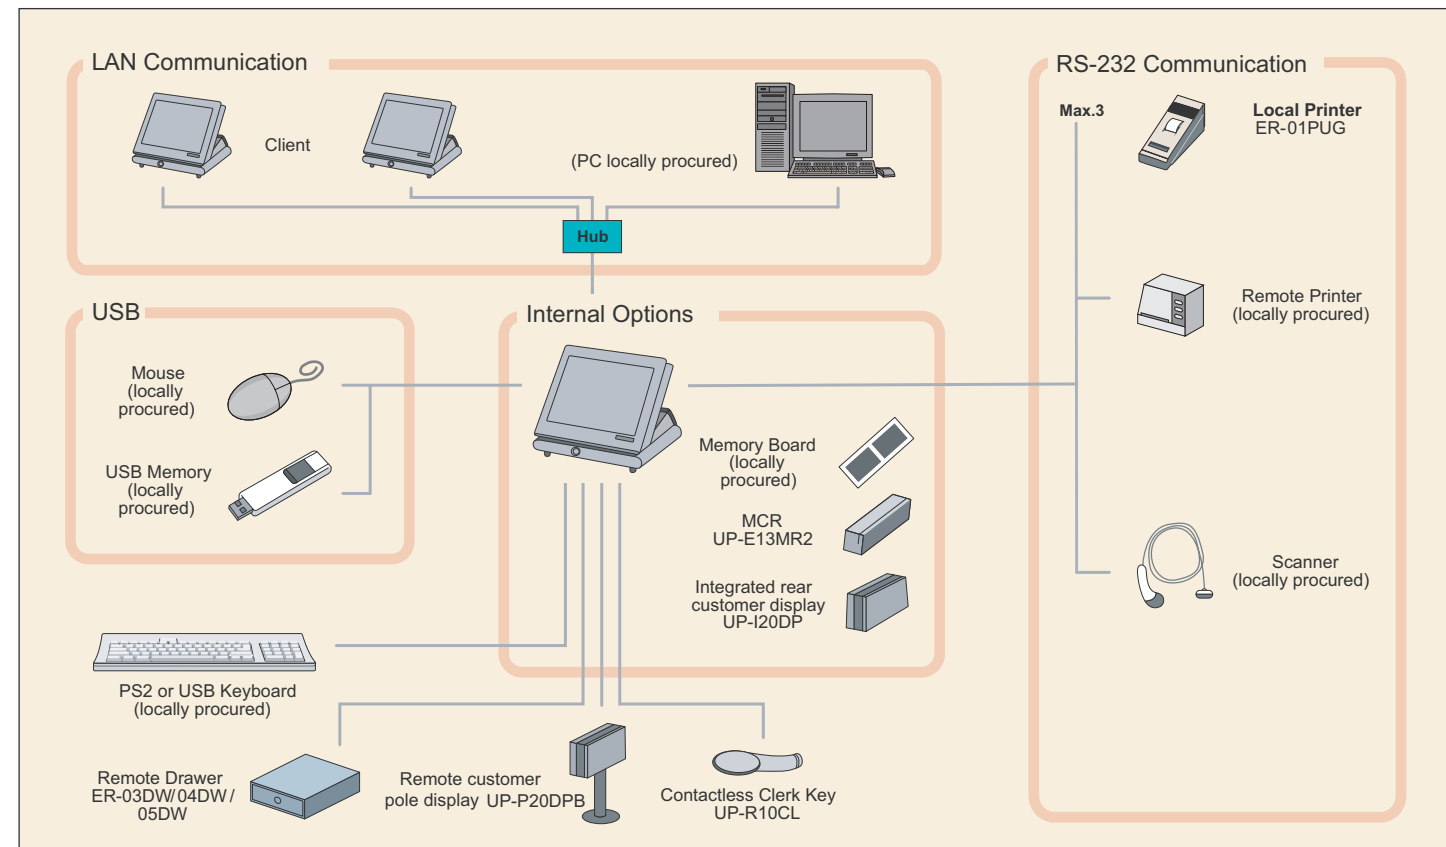 LAN Communication
Client
(PC locally procured)
Hub
RS-232 Communication
Max.3
Local Printer
ER-01PUG
Remote Printer
(locally procured)
Scanner
(locally procured)
USB
Mouse
(locally
procured)
USB Memory
(locally
procured)
Internal Options
Memory Board
(locally
procured)
MCR
UP-E13MR2
Integrated rear
customer display
UP-I20DP
PS2 or USB Keyboard
(locally procured)
Remote Drawer
ER-03DW/04DW/
05DW
Remote customer
pole display UP-P20DPB
Contactless Clerk Key
UP-R10CL